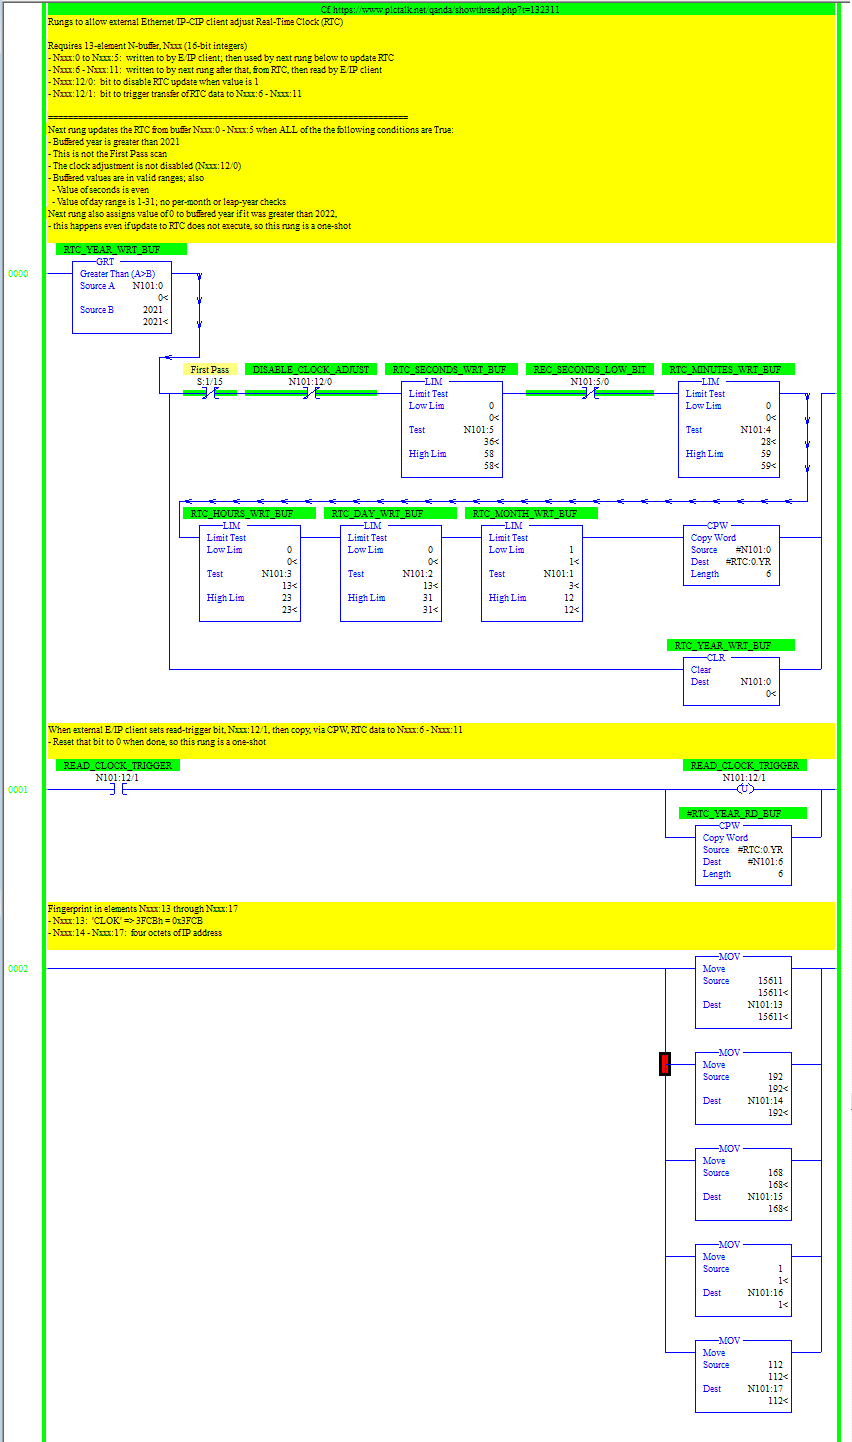 Cf https://www.plctalk.net/qanda/showthread.php?t=132311
Rungs to allow external Ethernet/IP-CIP client adjust Real-Time Clock (RTC)
Requires 13-element N-buffer, Nxxx (16-bit integers)
- Nxxx:0 to Nxxx:5:  written to by E/IP client; then used by next rung below to update RTC
- Nxxx:6 - Nxxx:11:  written to by next rung after that, from RTC, then read by E/IP client
- Nxxx:12/0:  bit to disable RTC update when value is 1
- Nxxx:12/1:  bit to trigger transfer of RTC data to Nxxx:6 - Nxxx:11
========================================================================
Next rung updates the RTC from buffer Nxxx:0 - Nxxx:5 when ALL of the the following conditions are True:
- Buffered year is greater than 2021
- This is not the First Pass scan
- The clock adjustment is not disabled (Nxxx:12/0)
- Buffered values are in valid ranges; also
- Value of seconds is even
- Value of day range is 1-31; no per-month or leap-year checks
Next rung also assigns value of 0 to buffered year if it was greater than 2022,
- this happens even if update to RTC does not execute, so this rung is a one-shot
RTC_YEAR_WRT_BUF
GRT
0000
Greater Than (A>B)
Source A N101:0
0<
Source B 2021
2021<
First Pass DISABLE_CLOCK_ADJUST RTC_SECONDS_WRT_BUF REC_SECONDS_LOW_BIT RTC_MINUTES_WRT_BUF
S:1/15 N101:12/0 LIM N101:5/0 LIM
15 Limit Test Limit Test
Low Lim 0 Low Lim 0
0< 0<
Test N101:5 Test N101:4
36< 28<
High Lim 58 High Lim 59
58< 59<
RTC_HOURS_WRT_BUF RTC_DAY_WRT_BUF RTC_MONTH_WRT_BUF
LIM LIM LIM CPW
Limit Test Limit Test Limit Test Copy Word
Low Lim 0 Low Lim 0 Low Lim 1 Source #N101:0
0< 0< 1< Dest #RTC:0.YR
Test N101:3 Test N101:2 Test N101:1 Length 6
13< 13< 3<
High Lim 23 High Lim 31 High Lim 12
23< 31< 12<
RTC_YEAR_WRT_BUF
CLR
Clear
Dest N101:0
0<
When external E/IP client sets read-trigger bit, Nxxx:12/1, then copy, via CPW, RTC data to Nxxx:6 - Nxxx:11
- Reset that bit to 0 when done, so this rung is a one-shot
READ_CLOCK_TRIGGER READ_CLOCK_TRIGGER
N101:12/1 N101:12/1
0001 U
#RTC_YEAR_RD_BUF
CPW
Copy Word
Source #RTC:0.YR
Dest #N101:6
Length 6
Fingerprint in elements Nxxx:13 through Nxxx:17
- Nxxx:13:  'CLOK' => 3FCBh = 0x3FCB
- Nxxx:14 - Nxxx:17:  four octets of IP address
MOV
0002 Move
Source 15611
15611<
Dest N101:13
15611<
MOV
Move
Source 192
192<
Dest N101:14
192<
MOV
Move
Source 168
168<
Dest N101:15
168<
MOV
Move
Source 1
1<
Dest N101:16
1<
MOV
Move
Source 112
112<
Dest N101:17
112<